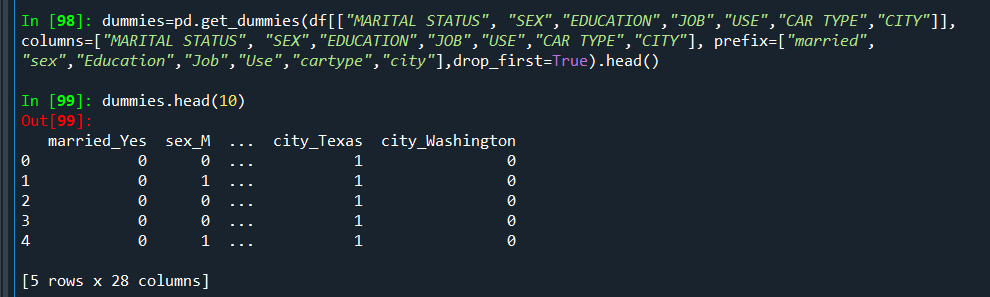 In [98]: dummies=pd.get_dummies(df[["MARITAL STATUS", "SEX","EDUCATION","JOB","USE","CAR TYPE","CITY"]],
columns=["MARITAL STATUS", "SEX","EDUCATION","JOB","USE","CAR TYPE","CITY"], prefix=["married",
"sex","Education","Job","Use","cartype","city"],drop_first=True).head()
In [99]: dummies.head(10)
Out[99]:
married_Yes sex_M ... city_Texas city_Washington
0 0 0 ... 1 0
1 0 1 ... 1 0
2 0 0 ... 1 0
3 0 0 ... 1 0
4 0 1 ... 1 0
[5 rows x 28 columns]